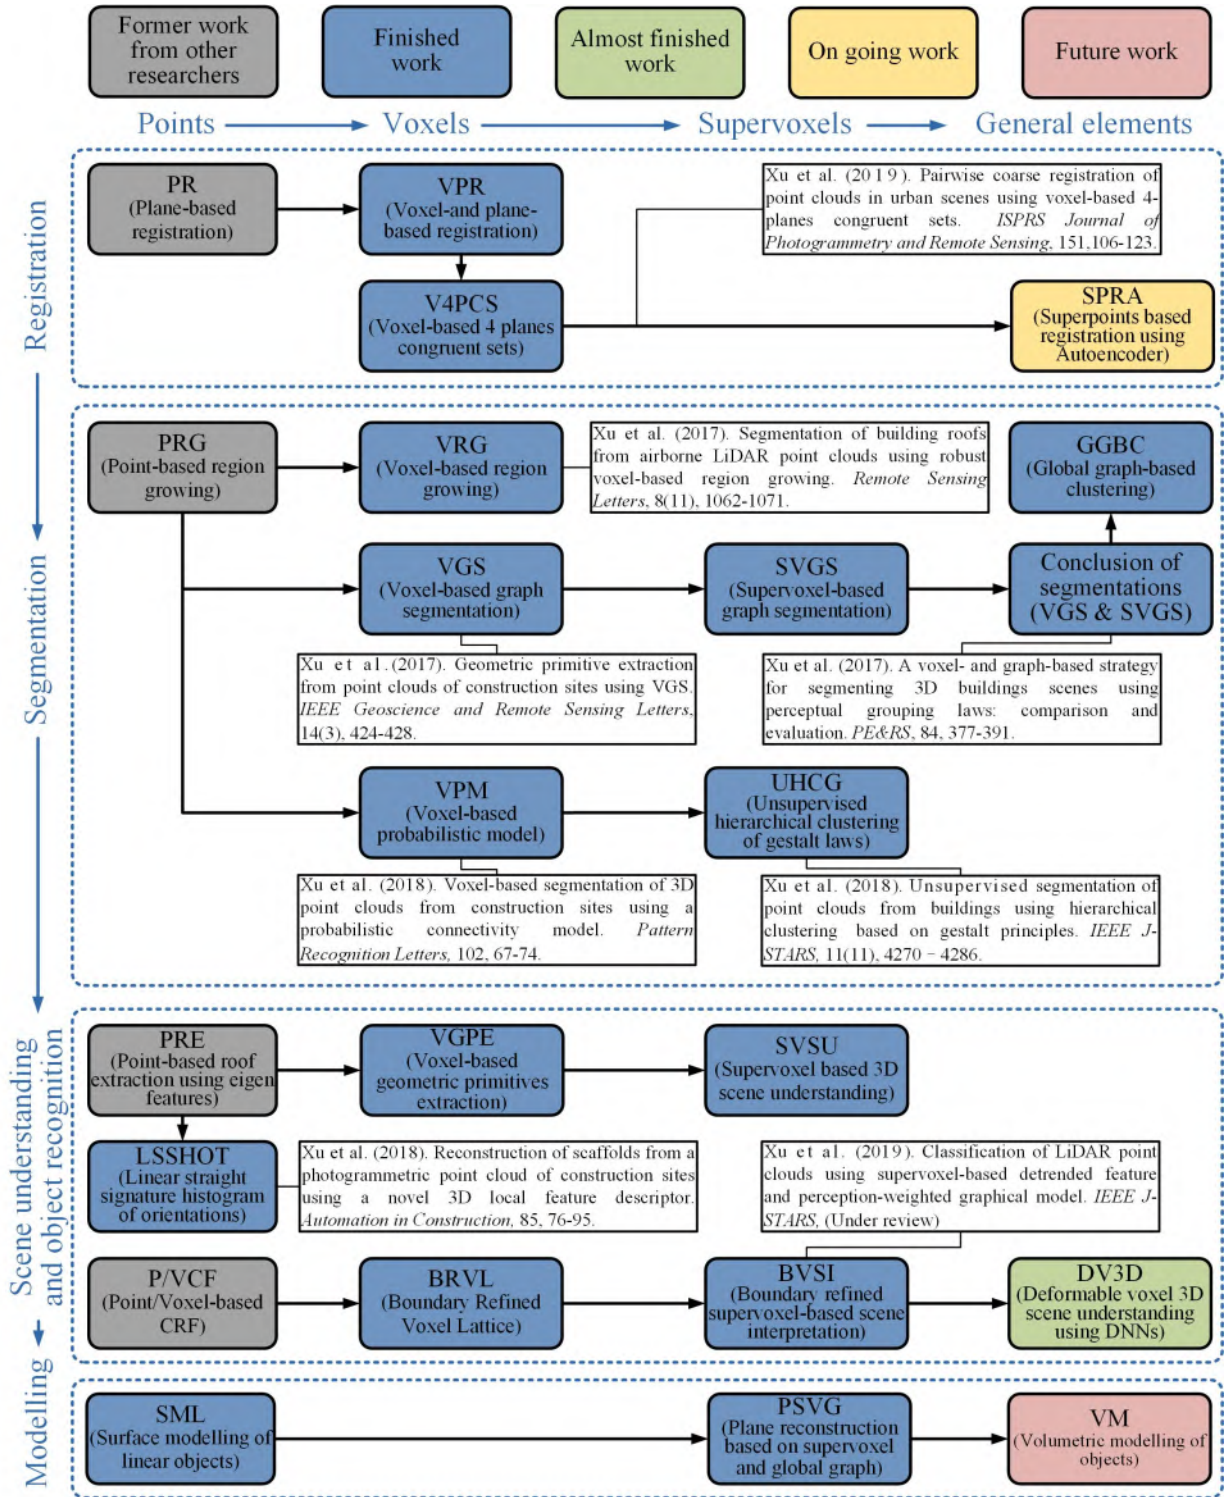 Former work
from other
researchers
Finished
work
Almost finished
work
On going work
Future work
Points
Voxels
Supervoxels
General elements
Registration
PR
(Plane-based
registration)
VPR
(Voxel-and plane-
based registration)
Xu et al. (2019). Pairwise coarse registration of
point clouds in urban scenes using voxel-based 4-
planes congruent sets. ISPRS Journal of
Photogrammetry and Remote Sensing, 151,106-123.
V4PCS
(Voxel-based 4 planes
congruent sets)
SPRA
(Superpoints based
registration using
Autoencoder)
Segmentation
PRG
(Point-based region
growing)
VRG
(Voxel-based region
growing)
Xu et al. (2017). Segmentation of building roofs
from airborne LiDAR point clouds using robust
voxel-based region growing. Remote Sensing
Letters, 8(11), 1062-1071.
GGBC
(Global graph-based
clustering)
VGS
(Voxel-based graph
segmentation)
SVGS
(Supervoxel-based
graph segmentation)
Conclusion of
segmentations
(VGS & SVGS)
Xu et al. (2017). Geometric primitive extraction
from point clouds of construction sites using VGS.
IEEE Geoscience and Remote Sensing Letters,
14(3), 424-428.
Xu et al. (2017). A voxel- and graph-based strategy
for segmenting 3D buildings scenes using
perceptual grouping laws: comparison and
evaluation. PE&RS, 84, 377-391.
VPM
(Voxel-based
probabilistic model)
UHCG
(Unsupervised
hierarchical clustering
of gestalt laws)
Xu et al. (2018). Voxel-based segmentation of 3D
point clouds from construction sites using a
probabilistic connectivity model. Pattern
Recognition Letters, 102, 67-74.
Xu et al. (2018). Unsupervised segmentation of
point clouds from buildings using hierarchical
clustering based on gestalt principles. IEEE J-
STARS, 11(11), 4270 - 4286.
Scene understanding
and object recognition
PRE
(Point-based roof
extraction using eigen
features)
VGPE
(Voxel-based
geometric primitives
extraction)
SVSU
(Supervoxel based 3D
scene understanding)
LSSHOT
(Linear straight
signature histogram
of orientations)
Xu et al. (2018). Reconstruction of scaffolds from a
photogrammetric point cloud of construction sites
using a novel 3D local feature descriptor.
Automation in Construction, 85, 76-95.
Xu et al. (2019). Classification of LiDAR point
clouds using supervoxel-based detrended feature
and perception-weighted graphical model. IEEE J-
STARS, (Under review)
P/VCF
(Point/Voxel-based
CRF)
BRVL
(Boundary Refined
Voxel Lattice)
BVSI
(Boundary refined
supervoxel-based scene
interpretation)
DV3D
(Deformable voxel 3D
scene understanding
using DNNs)
Modelling
SML
(Surface modelling of
linear objects)
PSVG
(Plane reconstruction
based on supervoxel
and global graph)
VM
(Volumetric modelling of
objects)